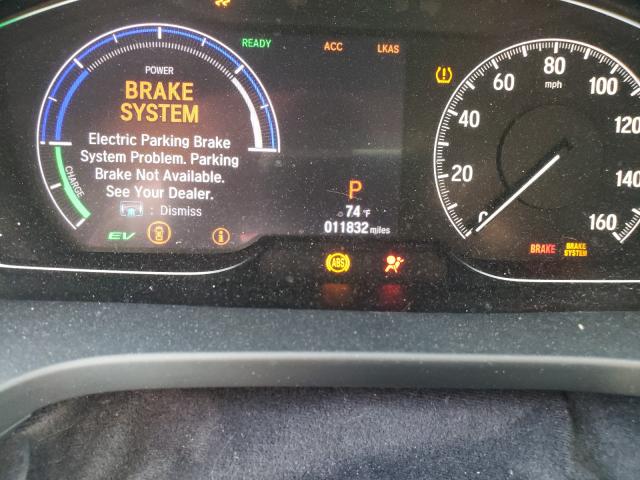 READY
ACC
LKAS
POWER
BRAKE
SYSTEM
Electric Parking Brake
System Problem. Parking
Brake Not Available.
See Your Dealer.
: Dismiss
CHARGE
EV
P
74 °F
011832 miles
ABS
0
20
40
60
80
100
120
140
160
mph
BRAKE
BRAKE
SYSTEM